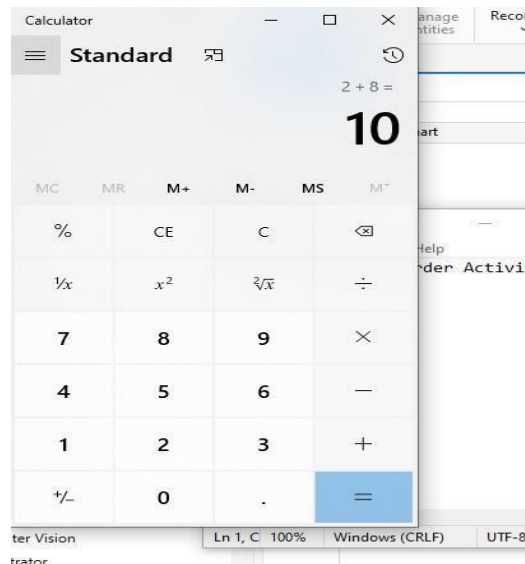 Calculator
Standard
2 + 8 =
10
MC MR M+ M- MS M˅
% CE C
⅟x x² ²√x ÷
7 8 9 ×
4 5 6 −
1 2 3 +
+/− 0 . =
anage Reco
ntities
art
Help
rder Activi
ter Vision Ln 1, C 100% Windows (CRLF) UTF-8
trator